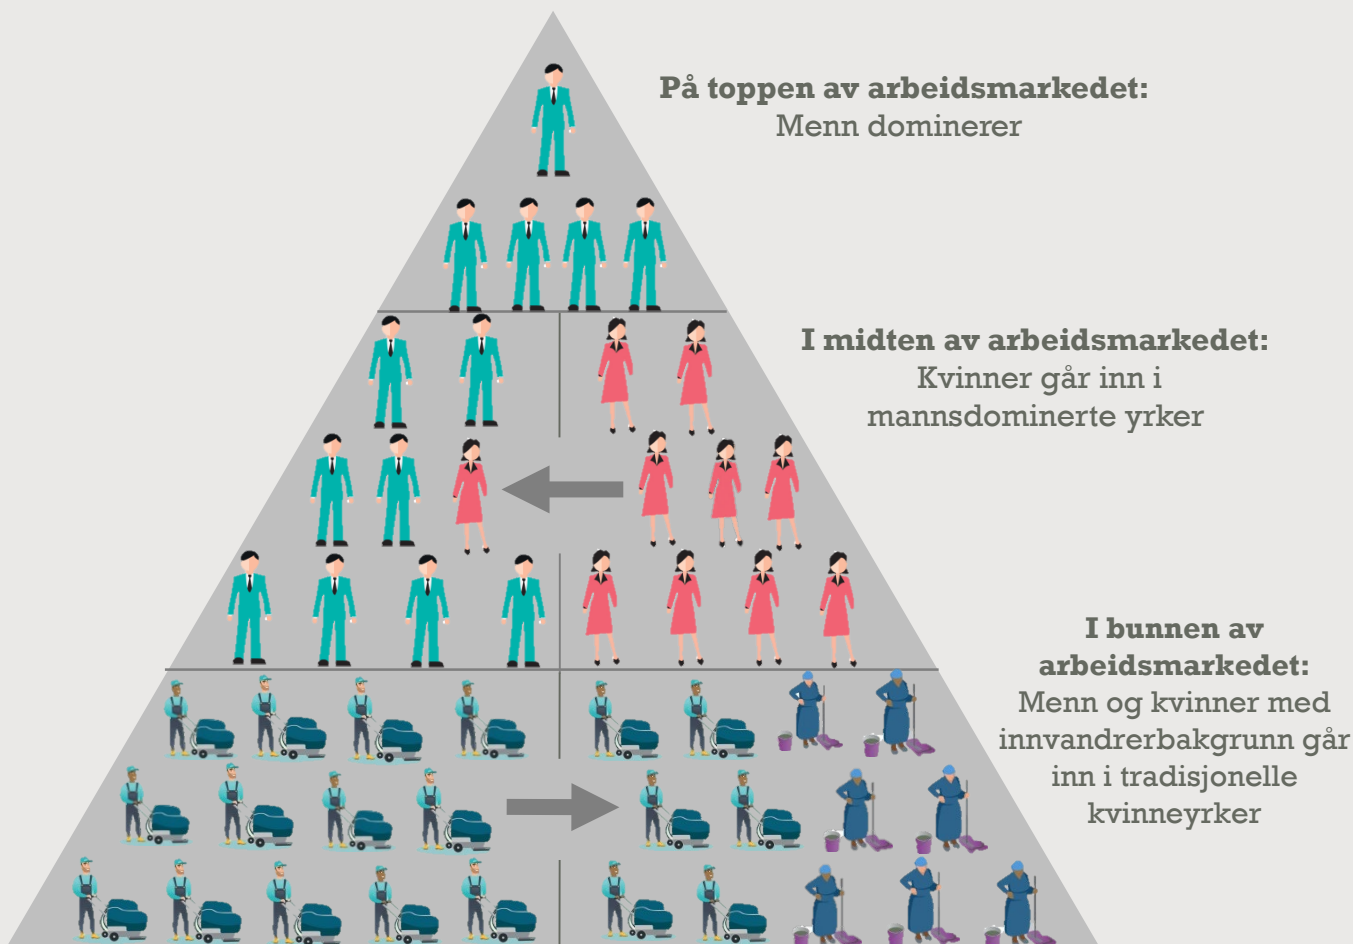 På toppen av arbeidsmarkedet:
Menn dominerer
I midten av arbeidsmarkedet:
Kvinner går inn i
mannsdominerte yrker
I bunnen av
arbeidsmarkedet:
Menn og kvinner med
innvandrerbakgrunn går
inn i tradisjonelle
kvinneyrker